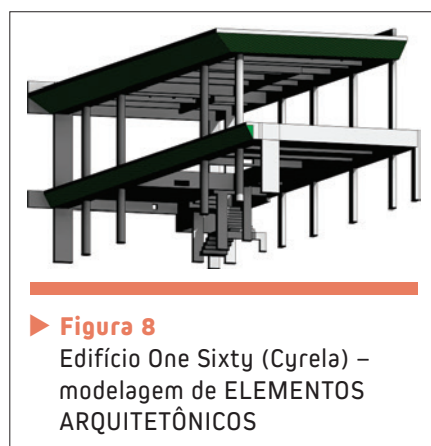 Figura 8
Edifício One Sixty (Cyrela) –
modelagem de ELEMENTOS
ARQUITETÔNICOS